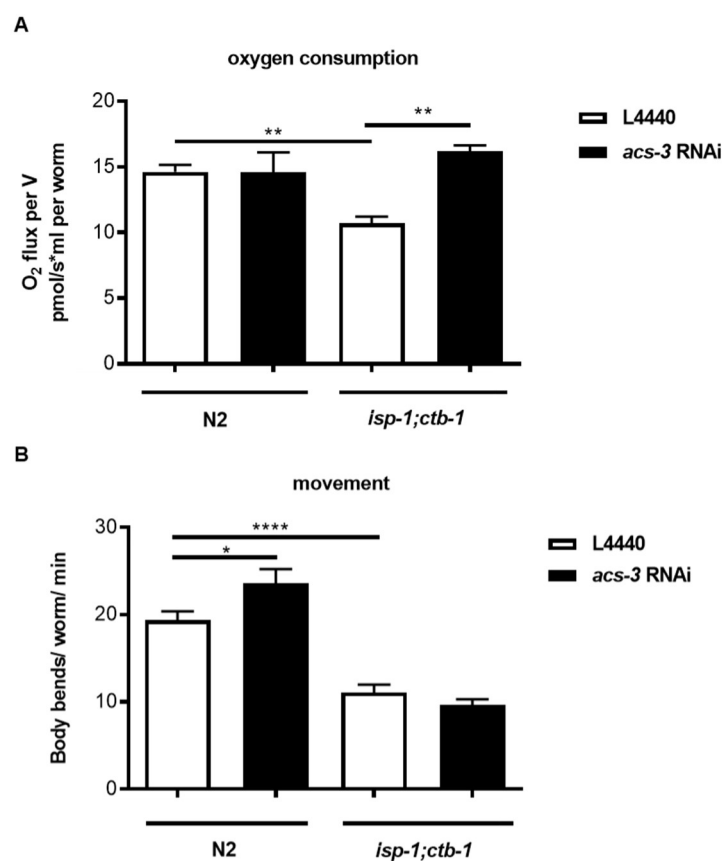 A
oxygen consumption
O2 flux per V
pmol/s*ml per worm
20
15
10
5
0
**
**
L4440
acs-3 RNAi
N2
isp-1;ctb-1
B
movement
Body bends/ worm/ min
30
20
10
0
****
*
L4440
acs-3 RNAi
N2
isp-1;ctb-1